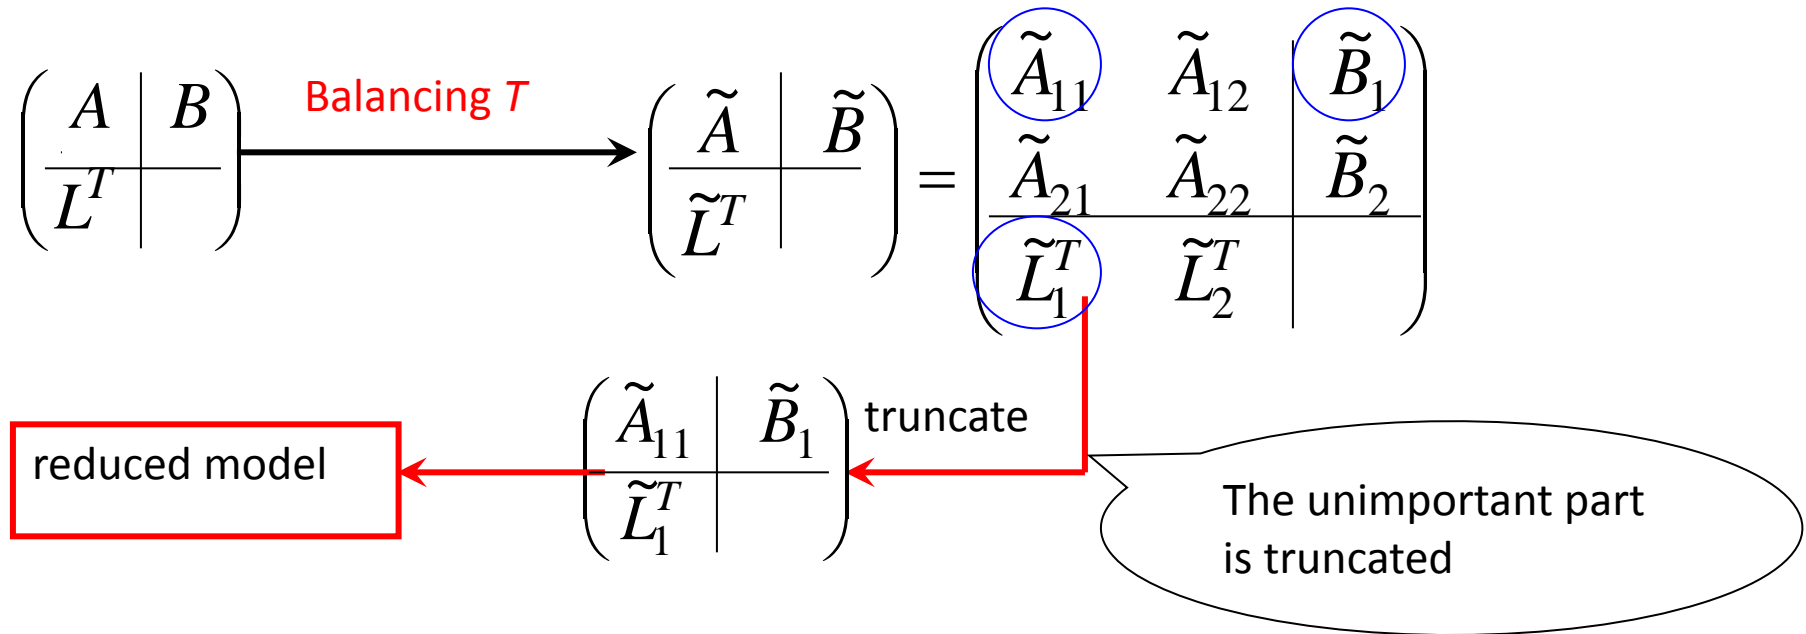 A B
L^T
Balancing T
Ã B̃
L̃^T
=
Ã₁₁ Ã₁₂ B̃₁
Ã₂₁ Ã₂₂ B̃₂
L̃₁^T L̃₂^T
truncate
Ã₁₁ B̃₁
L̃₁^T
reduced model
The unimportant part
is truncated